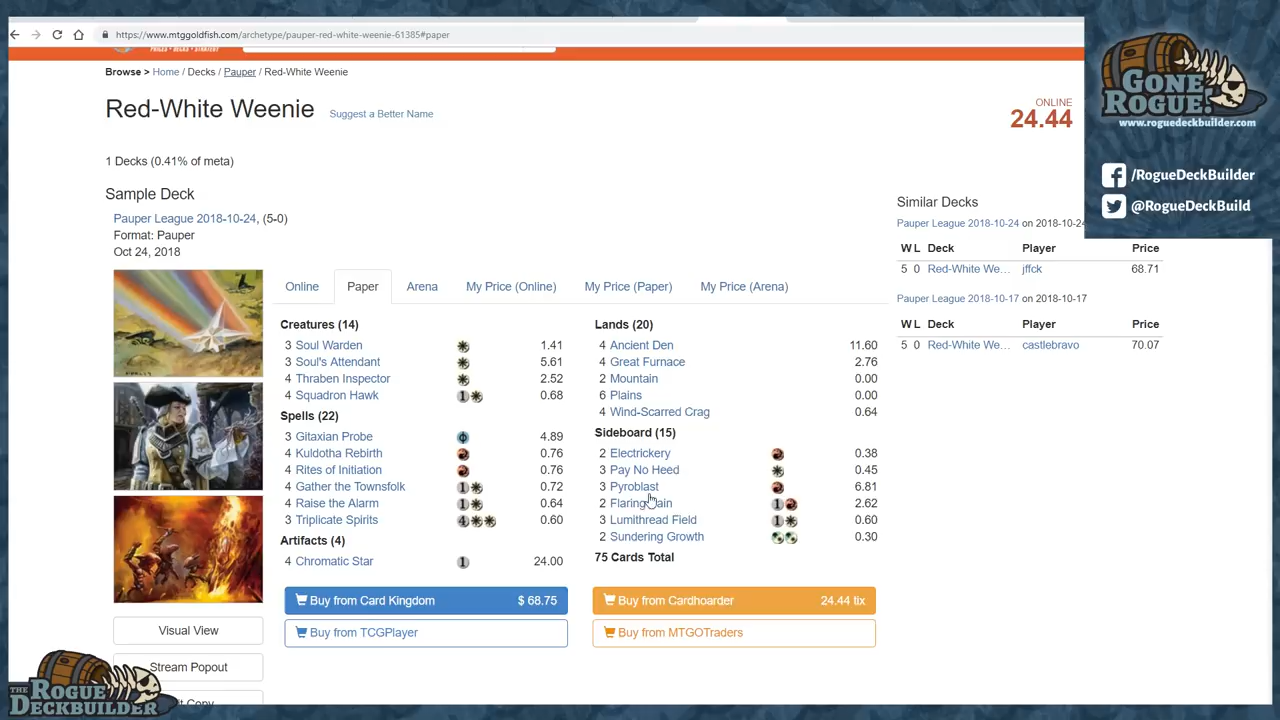 https://www.mtggoldfish.com/archetype/pauper-red-white-weenie-61385#paper
Browse > Home / Decks / Pauper / Red-White Weenie
Red-White Weenie Suggest a Better Name
ONLINE
24.44
1 Decks (0.41% of meta)
Sample Deck
Pauper League 2018-10-24, (5-0)
Format: Pauper
Oct 24, 2018
Online Paper Arena My Price (Online) My Price (Paper) My Price (Arena)
Creatures (14)
3 Soul Warden 1.41
3 Soul's Attendant 5.61
4 Thraben Inspector 2.52
4 Squadron Hawk 1 0.68
Spells (22)
3 Gitaxian Probe 4.89
4 Kuldotha Rebirth 0.76
4 Rites of Initiation 0.76
4 Gather the Townsfolk 1 0.72
4 Raise the Alarm 1 0.64
3 Triplicate Spirits 4 0.60
Artifacts (4)
4 Chromatic Star 1 24.00
Lands (20)
4 Ancient Den 11.60
4 Great Furnace 2.76
2 Mountain 0.00
6 Plains 0.00
4 Wind-Scarred Crag 0.64
Sideboard (15)
2 Electrickery 0.38
3 Pay No Heed 0.45
3 Pyroblast 6.81
2 Flaring Pain 1 2.62
3 Lumithread Field 1 0.60
2 Sundering Growth 0.30
75 Cards Total
Buy from Card Kingdom $ 68.75
Buy from TCGPlayer
Buy from Cardhoarder 24.44 tix
Buy from MTGOTraders
Visual View
Stream Popout
Similar Decks
Pauper League 2018-10-24 on 2018-10-24
W L Deck Player Price
5 0 Red-White We... jffck 68.71
Pauper League 2018-10-17 on 2018-10-17
W L Deck Player Price
5 0 Red-White We... castlebravo 70.07
GONE
ROGUE!
www.roguedeckbuilder.com
/RogueDeckBuilder
@RogueDeckBuild
THE
ROGUE
DECKBUILDER